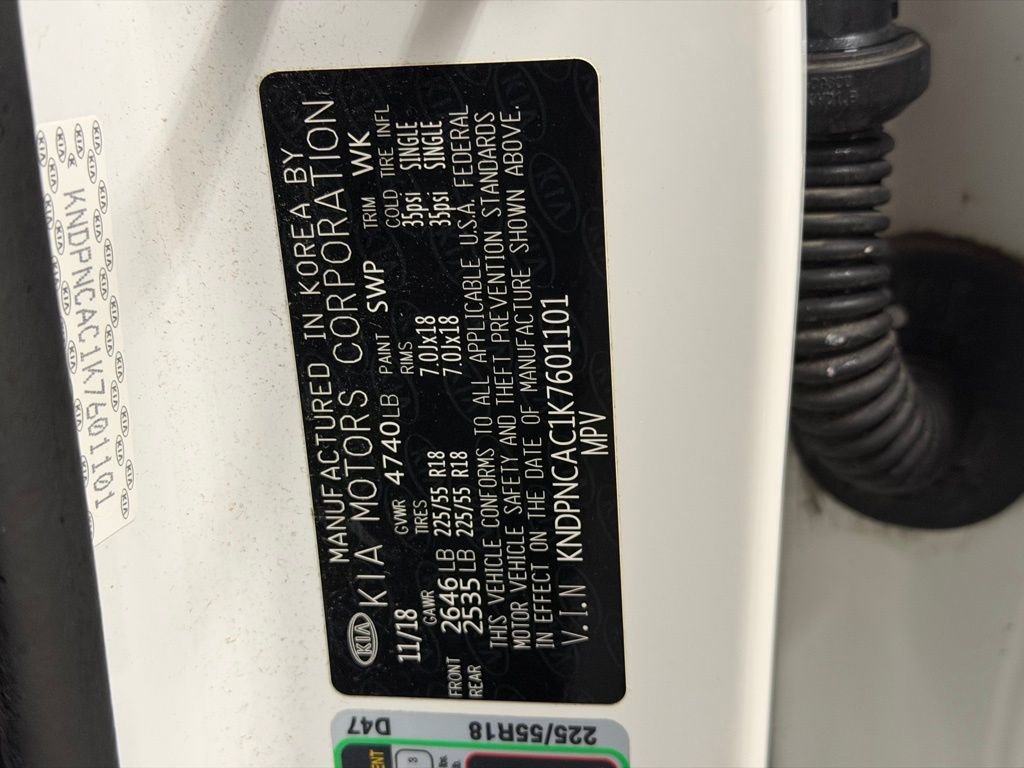 KIA
MANUFACTURED IN KOREA BY
KIA MOTORS CORPORATION
11/18 GVWR 4740LB PAINT/SWP TRIM WK
GAWR TIRES RIMS COLD TIRE INFL
FRONT 2646LB 225/55 R18 7.0Jx18 35psi SINGLE
REAR 2535LB 225/55 R18 7.0Jx18 35psi SINGLE
THIS VEHICLE CONFORMS TO ALL APPLICABLE U.S.A. FEDERAL
MOTOR VEHICLE SAFETY AND THEFT PREVENTION STANDARDS
IN EFFECT ON THE DATE OF MANUFACTURE SHOWN ABOVE.
V.I.N KNDPNCAC1K7601101
MPV
KNDPNCAC1K7601101
D47
225/55R18